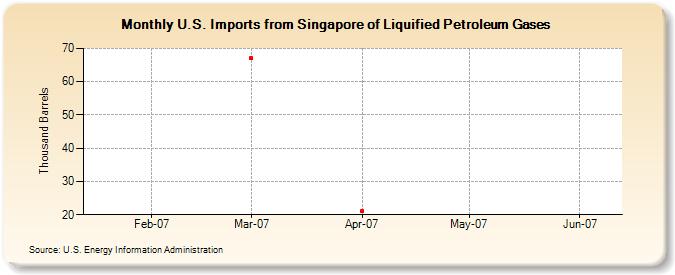 Monthly U.S. Imports from Singapore of Liquified Petroleum Gases
Thousand Barrels
70
60
50
40
30
20
Feb-07 Mar-07 Apr-07 May-07 Jun-07
Source: U.S. Energy Information Administration